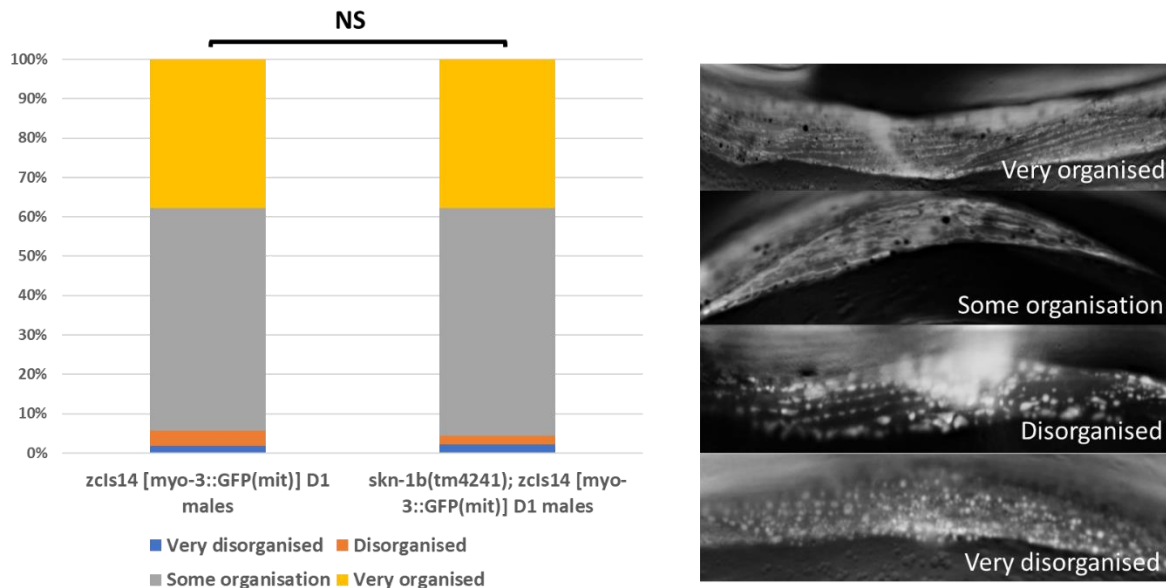 NS
100%
90%
80%
70%
60%
50%
40%
30%
20%
10%
0%
zcIs14 [myo-3::GFP(mit)] D1
males
skn-1b(tm4241); zcIs14 [myo-
3::GFP(mit)] D1 males
Very disorganised
Disorganised
Some organisation
Very organised
Very organised
Some organisation
Disorganised
Very disorganised